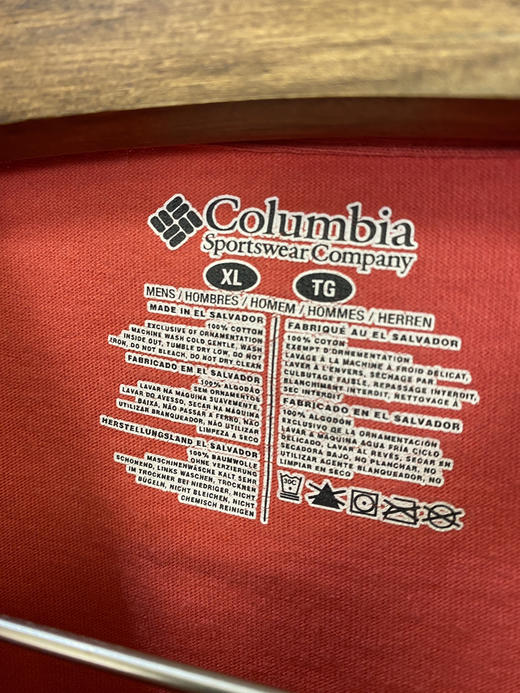 Columbia
Sportswear Company
XL
TG
MENS / HOMBRES / HOMEM / HOMMES / HERREN
MADE IN EL SALVADOR
100% COTTON
EXCLUSIVE OF ORNAMENTATION
MACHINE WASH COLD GENTLE, WASH
INSIDE OUT, TUMBLE DRY LOW, DO NOT
IRON, DO NOT BLEACH, DO NOT DRY CLEAN
FABRICADO EM EL SALVADOR
100% ALGODÃO
SEM ORNAMENTOS
LAVAR NA MAQUINA SUAVEMENTE,
LAVAR DO AVESSO, SECAR NA MAQUINA
BAIXA, NÃO PASSAR A FERRO, NÃO
UTILIZAR BRANQUEADOR, NÃO UTILIZAR
LIMPEZA À SECO
HERSTELLUNGSLAND EL SALVADOR
100% BAUMWOLLE
OHNE VERZIERUNG
MASCHINENWÄSCHE KALT SEHR
SCHONEND, LINKS WASCHEN, TROCKNEN
IM TROCKNER BEI NIEDRIGER, NICHT
BÜGELN, NICHT BLEICHEN, NICHT
CHEMISCH REINIGEN
FABRIQUÉ AU EL SALVADOR
100% COTON
EXEMPT D'ORNEMENTATION
LAVAGE À LA MACHINE À FROID DÉLICAT,
LAVER À L'ENVERS, SÉCHAGE PAR
CULBUTAGE FAIBLE, REPASSAGE INTERDIT,
BLANCHIMENT INTERDIT, NETTOYAGE À
SEC INTERDIT
FABRICADO EN EL SALVADOR
100% ALGODÓN
EXCLUSIVO DE LA ORNAMENTACIÓN
LAVAR A MÁQUINA AGUA FRÍA CICLO
DELICADO, LAVAR AL REVÉS, SECAR EN
SECADORA BAJO, NO PLANCHAR, NO
UTILIZAR AGENTE BLANQUEADOR, NO
LIMPIAR EN SECO
30C